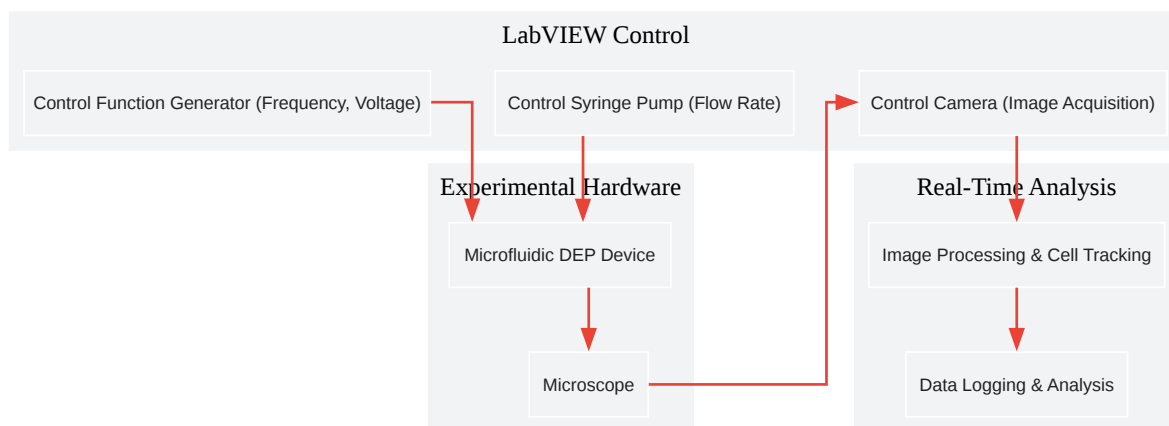 LabVIEW Control
Control Function Generator (Frequency, Voltage)
Control Syringe Pump (Flow Rate)
Control Camera (Image Acquisition)
Experimental Hardware
Real-Time Analysis
Microfluidic DEP Device
Image Processing & Cell Tracking
Microscope
Data Logging & Analysis